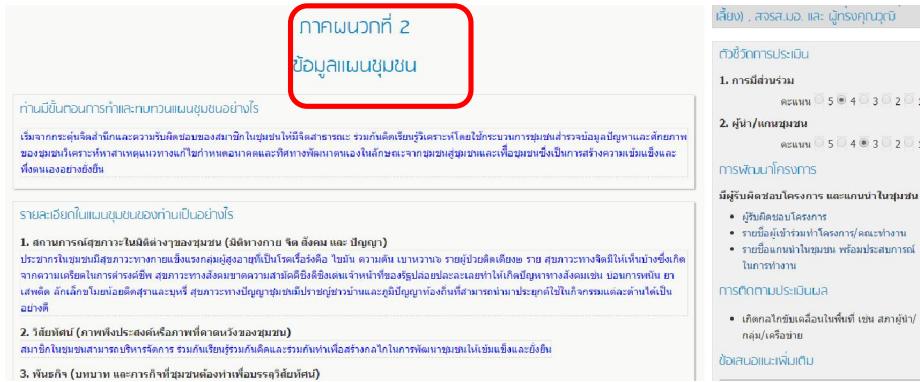 ภาคผนวกที่ 2
ข้อมูลแผนชุมชน
ท่านมีขั้นตอนการทำและทบทวนแผนชุมชนอย่างไร
เริ่มจากกระตุ้นจิตสำนึกและความรับผิดชอบของสมาชิกในชุมชนให้มีจิตสาธารณะ ร่วมกันคิดเรียนรู้วิเคราะห์โดยใช้กระบวนการชุมชนสำรวจข้อมูลปัญหาและศักยภาพ
ของชุมชนวิเคราะห์หาสาเหตุแนวทางแก้ไขกำหนดอนาคตและทิศทางพัฒนาตนเองในลักษณะจากชุมชนสู่ชุมชนและเพื่อชุมชนซึ่งเป็นการสร้างความเข้มแข็งและ
พึ่งตนเองอย่างยั่งยืน
รายละเอียดในแผนชุมชนของท่านเป็นอย่างไร
1. สถานการณ์สุขภาวะในมิติต่างๆของชุมชน (มิติทางกาย จิต สังคม และ ปัญญา)
ประชากรในชุมชนมีสุขภาวะทางกายแข็งแรงกลุ่มผู้สูงอายุที่เป็นโรคเรื้อรังคือ ไขมัน ความดัน เบาหวาน๖ รายผู้ป่วยติดเตียง๒ ราย สุขภาวะทางจิตมีให้เห็นบ้างซึ่งเกิด
จากความเครียดในการดำรงค์ชีพ สุขภาวะทางสังคมขาดความสามัคดีชิงดีชิงเด่นเจ้าหน้าที่ของรัฐปล่อยปละละเลยทำให้เกิดปัญหาทางสังคมเช่น บ่อนการพนัน ยา
เสพติด ลักเล็กขโมยน้อยติดสุราและบุหรี่ สุขภาวะทางปัญญาชุมชนมีปราชญ์ชาวบ้านและภูมิปัญญาท้องถิ่นที่สามารถนำมาประยุกต์ใช้ในกิจกรรมแต่ละด้านได้เป็น
อย่างดี
2. วิสัยทัศน์ (ภาพพึงประสงค์หรือภาพที่คาดหวังของชุมชน)
สมาชิกในชุมชนสามารถบริหารจัดการ ร่วมกันเรียนรู้ร่วมกันคิดและร่วมกันทำเพื่อสร้างกลไกในการพัฒนาชุมชนให้เข้มแข็งและยั่งยืน
3. พันธกิจ (บทบาท และภารกิจที่ชุมชนต้องทำเพื่อบรรลุวิสัยทัศน์)
เลี้ยง) , สจรส.มอ. และ ผู้ทรงคุณวุฒิ
ตัวชี้วัดการประเมิน
1. การมีส่วนร่วม
คะแนน 5 4 3 2
2. ผู้นำ/แกนชุมชน
คะแนน 5 4 3 2
การพัฒนาโครงการ
มีผู้รับผิดชอบโครงการ และแกนนำในชุมชน
ผู้รับผิดชอบโครงการ
รายชื่อผู้เข้าร่วมทำโครงการ/คณะทำงาน
รายชื่อแกนนำในชุมชน พร้อมประสบการณ์
ในการทำงาน
การติดตามประเมินผล
เกิดกลไกขับเคลื่อนในพื้นที่ เช่น สภาผู้นำ/
กลุ่ม/เครือข่าย
ข้อเสนอแนะเพิ่มเติม